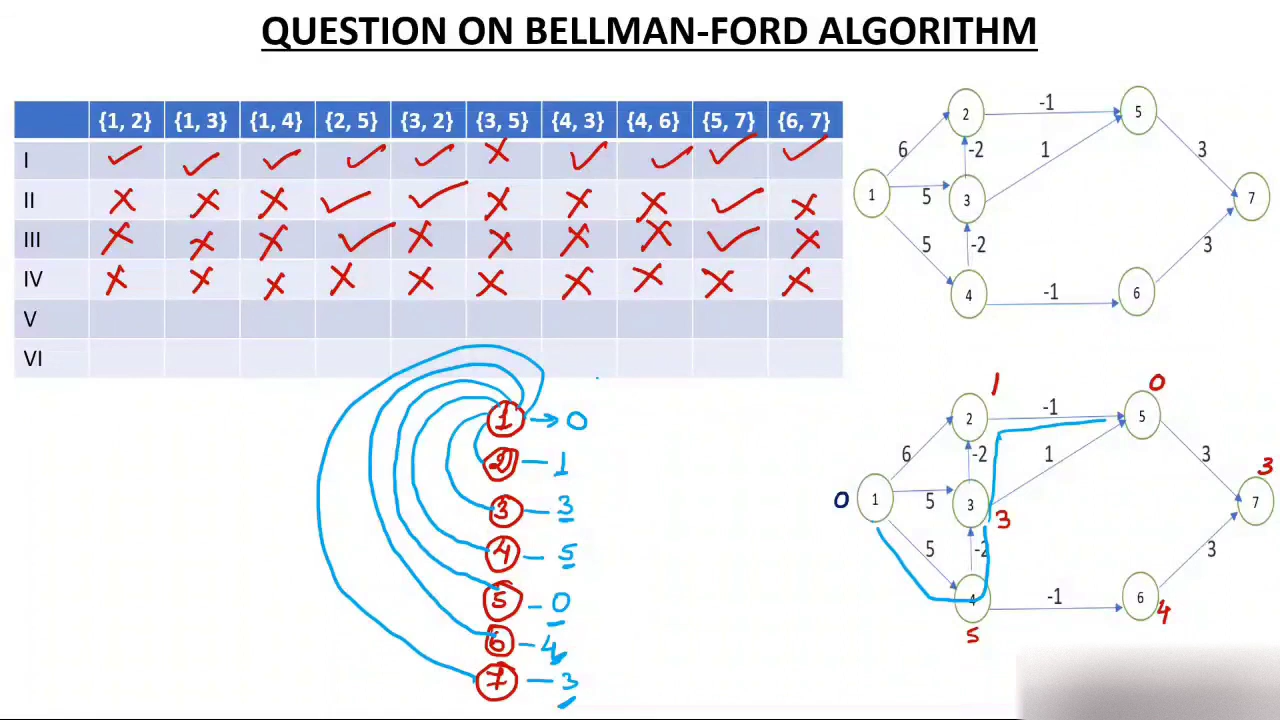 QUESTION ON BELLMAN-FORD ALGORITHM
{1, 2} {1, 3} {1, 4} {2, 5} {3, 2} {3, 5} {4, 3} {4, 6} {5, 7} {6, 7}
I ✓ ✓ ✓ ✓ ✓ ✗ ✓ ✓ ✓ ✓
II ✗ ✗ ✗ ✓ ✓ ✗ ✗ ✗ ✓ ✗
III ✗ ✗ ✗ ✓ ✗ ✗ ✗ ✗ ✓ ✗
IV ✗ ✗ ✗ ✗ ✗ ✗ ✗ ✗ ✗ ✗
V
VI
2 -1 5
6 -2 1 3
1 5 3 7
5 -2 3
4 -1 6
1 → 0
2 - 1
3 - 3
4 - 5
5 - 0
6 - 4
7 - 3
1 0
2 -1 5
6 -2 1 3 3
0 1 5 3 3 7
5 -2 3
4 -1 6 4
5